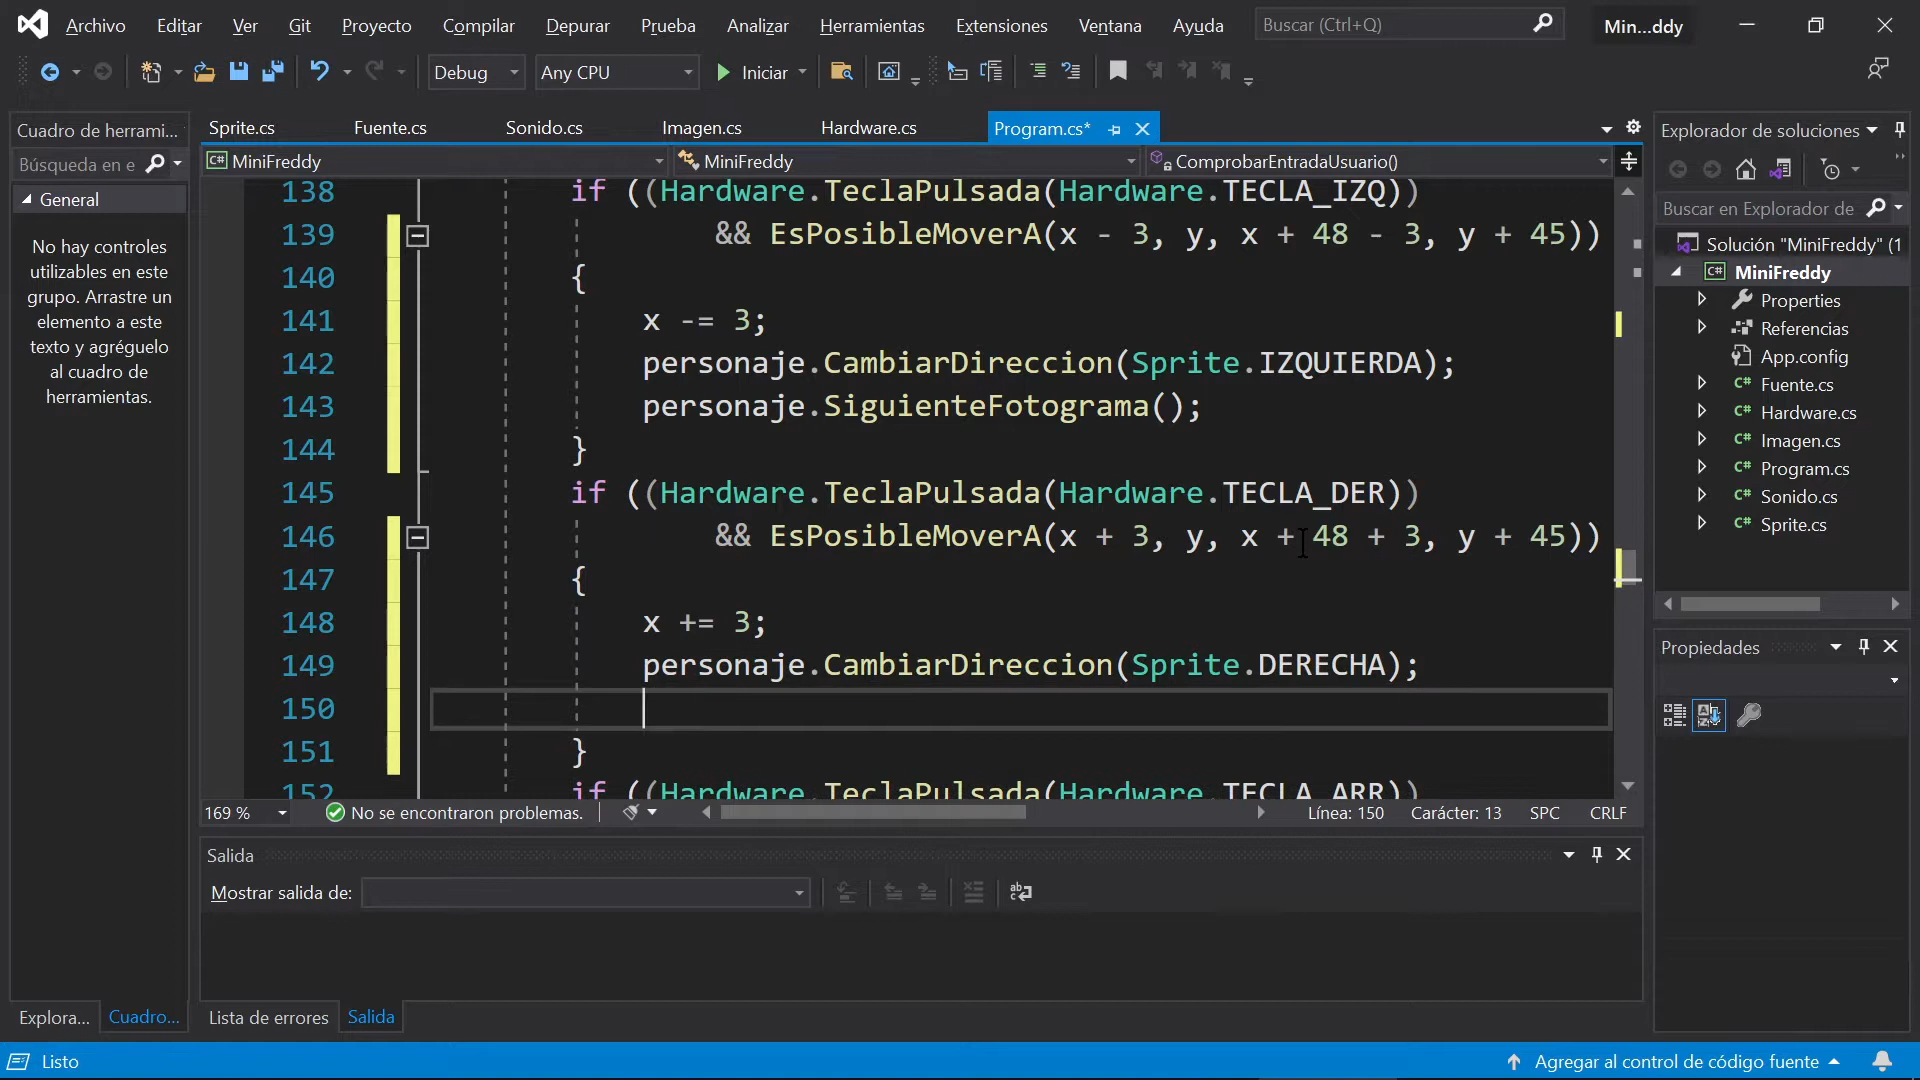 Archivo Editar Ver Git Proyecto Compilar Depurar Prueba Analizar Herramientas Extensiones Ventana Ayuda Buscar (Ctrl+Q) Min...ddy
Debug Any CPU Iniciar
Cuadro de herrami...
Búsqueda en e
General
No hay controles
utilizables en este
grupo. Arrastre un
elemento a este
texto y agréguelo
al cuadro de
herramientas.
Explora... Cuadro...
Sprite.cs Fuente.cs Sonido.cs Imagen.cs Hardware.cs Program.cs*
MiniFreddy MiniFreddy ComprobarEntradaUsuario()
138 if ((Hardware.TeclaPulsada(Hardware.TECLA_IZQ))
139 && EsPosibleMoverA(x - 3, y, x + 48 - 3, y + 45))
140 {
141 x -= 3;
142 personaje.CambiarDireccion(Sprite.IZQUIERDA);
143 personaje.SiguienteFotograma();
144 }
145 if ((Hardware.TeclaPulsada(Hardware.TECLA_DER))
146 && EsPosibleMoverA(x + 3, y, x + 48 + 3, y + 45))
147 {
148 x += 3;
149 personaje.CambiarDireccion(Sprite.DERECHA);
150
151 }
152 if ((Hardware.TeclaPulsada(Hardware.TECLA_ARR))
169 % No se encontraron problemas. Línea: 150 Carácter: 13 SPC CRLF
Salida
Mostrar salida de:
Lista de errores Salida
Explorador de soluciones
Buscar en Explorador de
Solución "MiniFreddy" (1
MiniFreddy
Properties
Referencias
App.config
Fuente.cs
Hardware.cs
Imagen.cs
Program.cs
Sonido.cs
Sprite.cs
Propiedades
Listo Agregar al control de código fuente